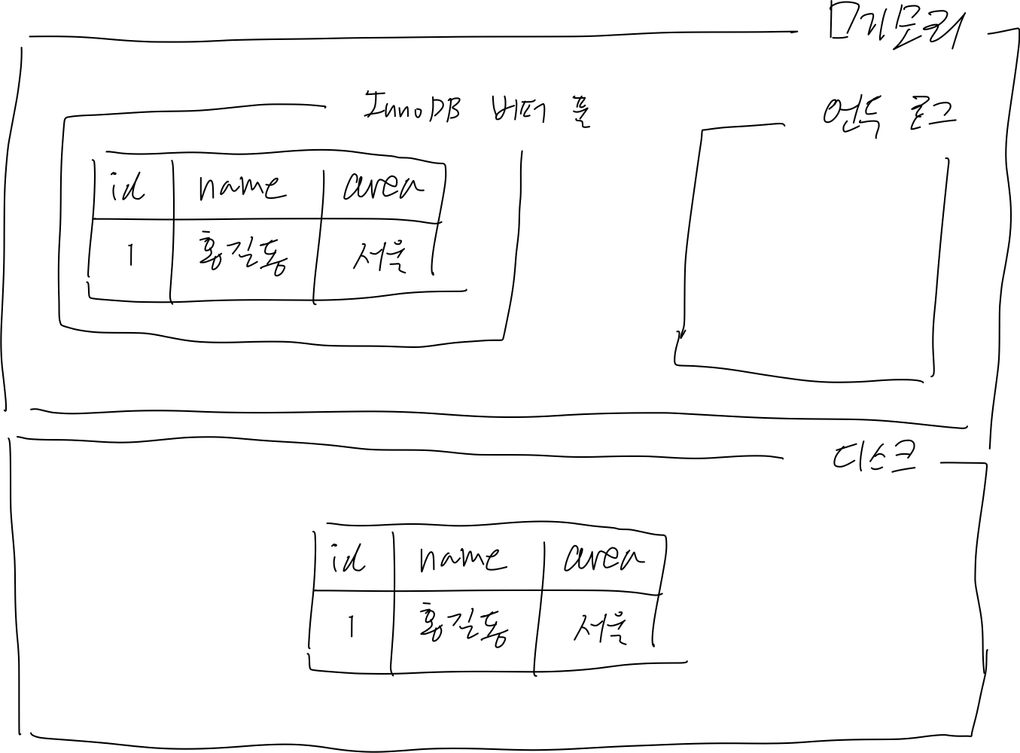 메모리
InnoDB 버퍼 풀
언두 로그
id name area
1 홍길동 서울
디스크
id name area
1 홍길동 서울